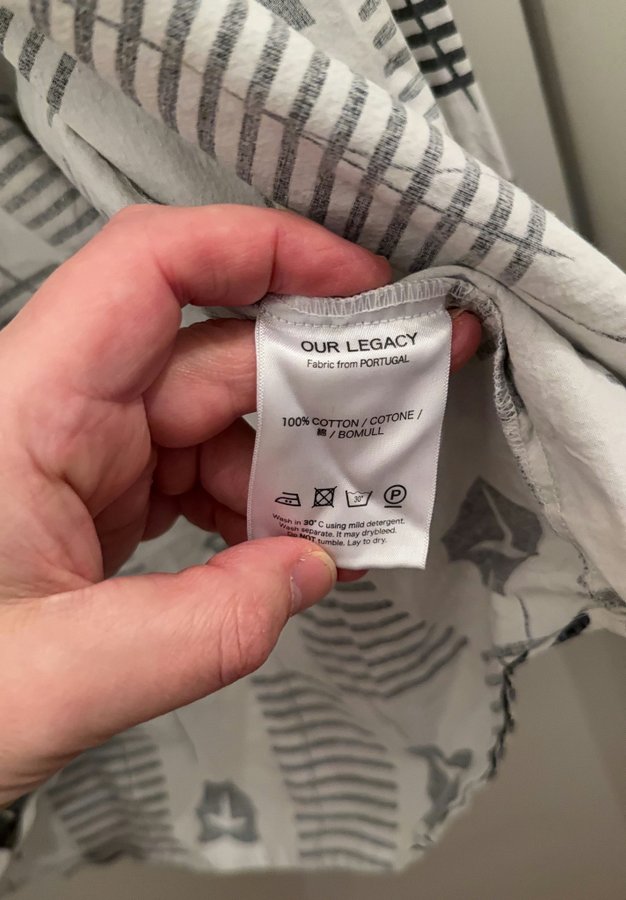 OUR LEGACY
Fabric from PORTUGAL
100% COTTON / COTONE /
綿 / BOMULL
30°
P
Wash in 30° C using mild detergent.
Wash separate. It may drybleed.
Do NOT tumble. Lay to dry.